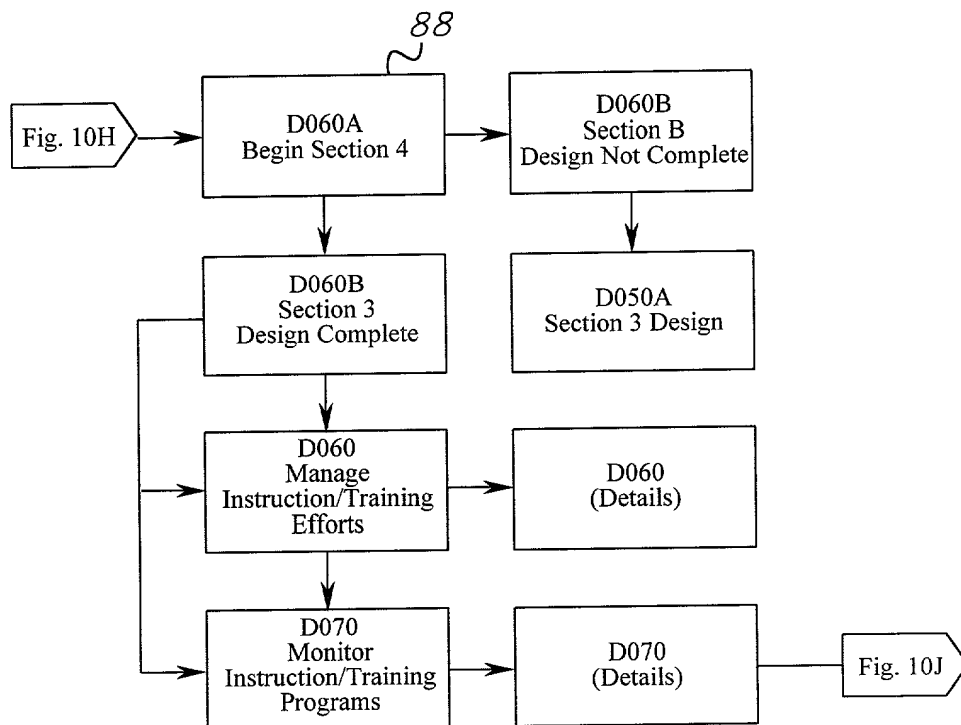 88
Fig. 10H
D060A
Begin Section 4
D060B
Section B
Design Not Complete
D060B
Section 3
Design Complete
D050A
Section 3 Design
D060
Manage
Instruction/Training
Efforts
D060
(Details)
D070
Monitor
Instruction/Training
Programs
D070
(Details)
Fig. 10J